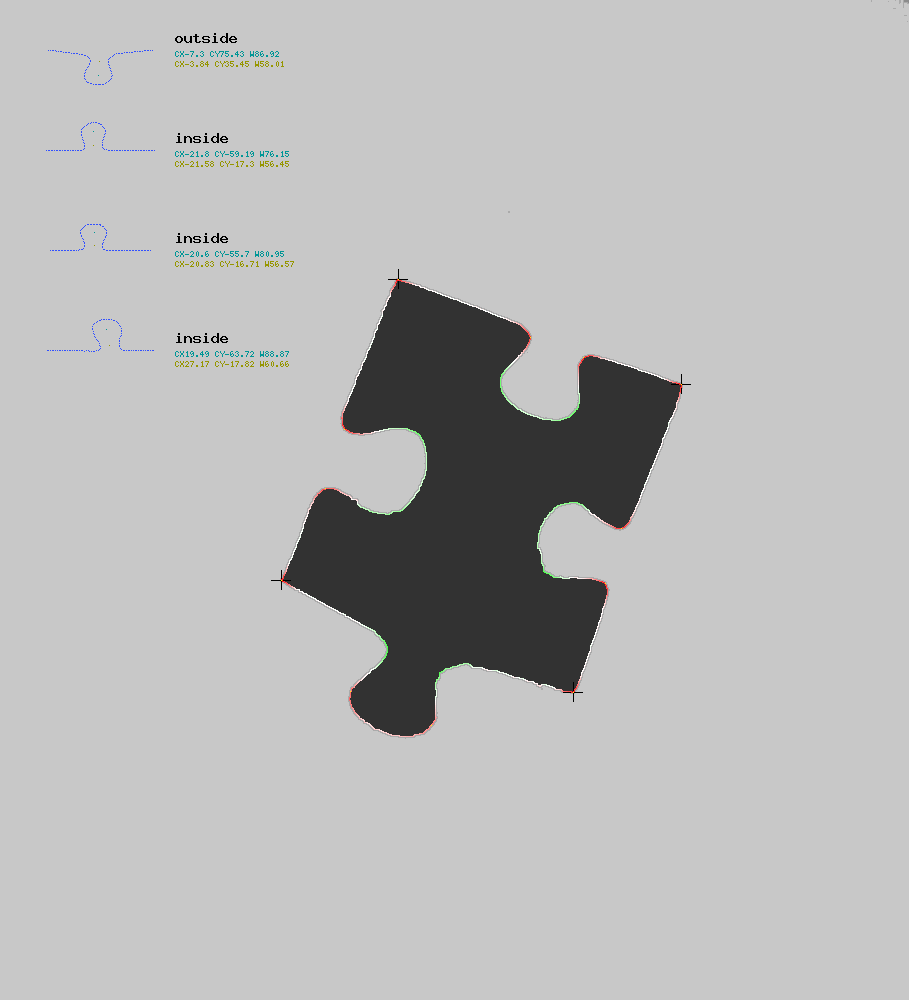 outside
CX-7.3 CY75.43 W86.92
CX-3.84 CY35.45 W58.01
inside
CX-21.8 CY-59.19 W76.15
CX-21.58 CY-17.3 W56.45
inside
CX-20.6 CY-55.7 W80.95
CX-20.83 CY-16.71 W56.57
inside
CX19.49 CY-63.72 W88.87
CX27.17 CY-17.82 W60.66